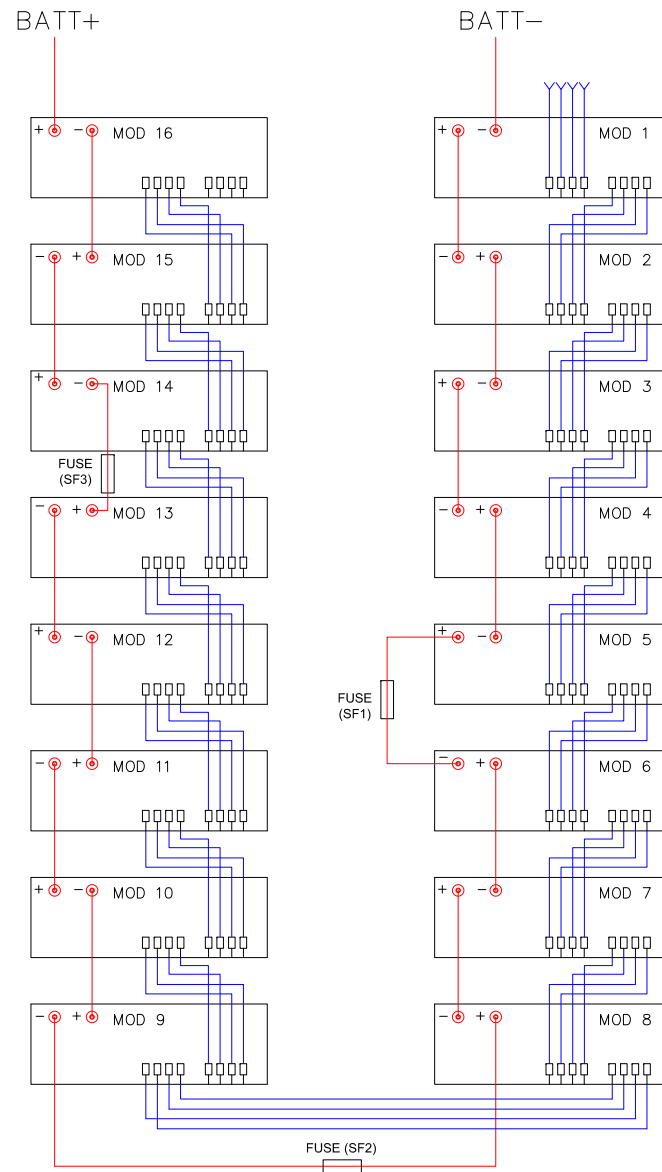 BATT+ BATT-
+ - MOD 16
+ - MOD 1
- + MOD 15
- + MOD 2
+ - MOD 14
+ - MOD 3
FUSE
(SF3)
- + MOD 13
- + MOD 4
+ - MOD 12
+ - MOD 5
FUSE
(SF1)
- + MOD 11
- + MOD 6
+ - MOD 10
+ - MOD 7
- + MOD 9
- + MOD 8
FUSE (SF2)